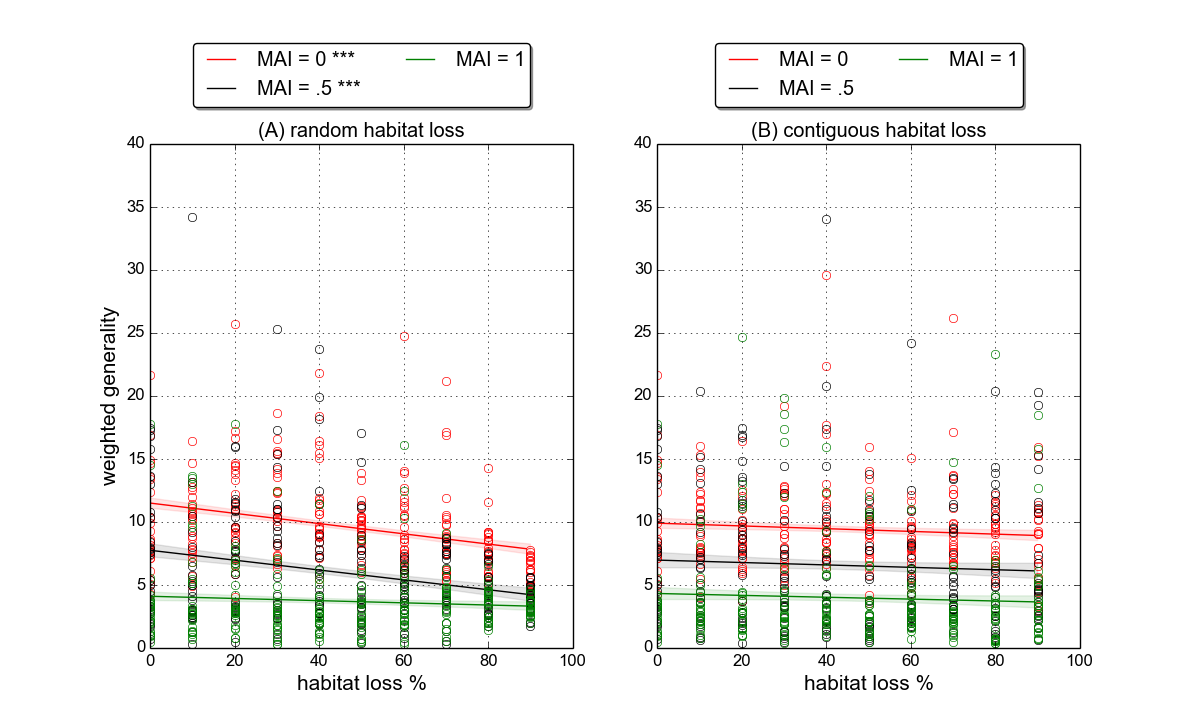 MAI = 0 *** MAI = 1
MAI = .5 ***
MAI = 0 MAI = 1
MAI = .5
(A) random habitat loss
(B) contiguous habitat loss
weighted generality
40
35
30
25
20
15
10
5
0
0 20 40 60 80 100
habitat loss %
40
35
30
25
20
15
10
5
0
0 20 40 60 80 100
habitat loss %